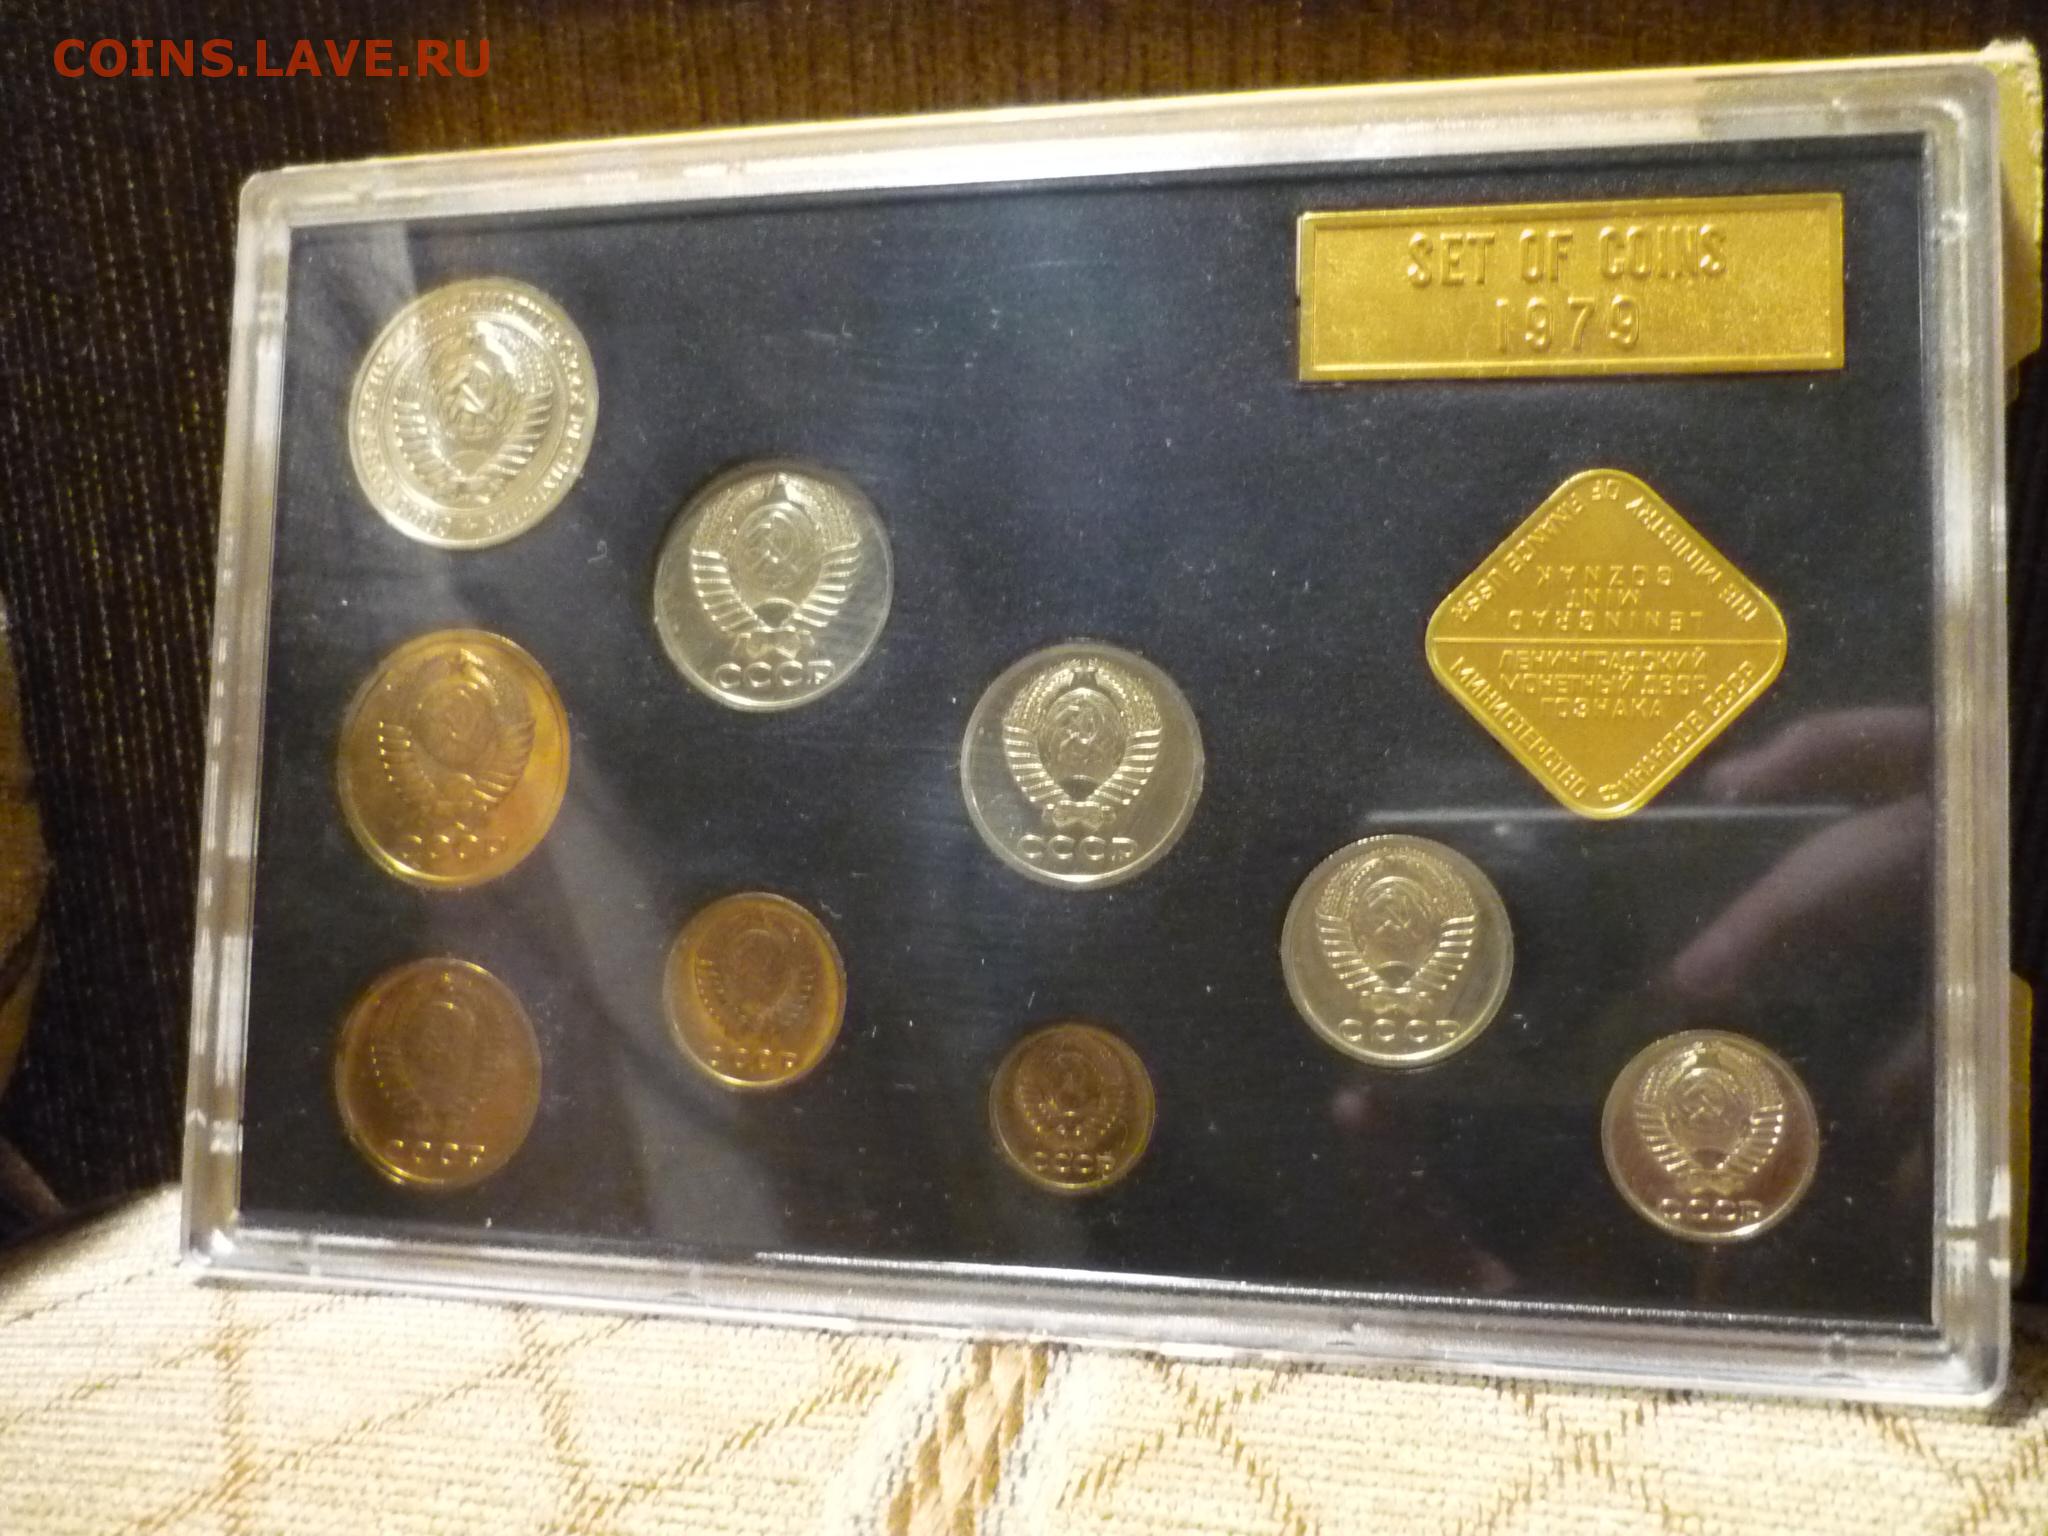 COINS.LAVE.RU
SET OF COINS
1979
СССР
СССР
THE MINISTRY OF FINANCE USSR
LENINGRAD
MINT
GOZNAK
ЛЕНИНГРАДСКИЙ
МОНЕТНЫЙ ДВОР
ГОЗНАКА
МИНИСТЕРСТВО ФИНАНСОВ СССР
СССР
СССР
СССР
СССР
СССР
СССР